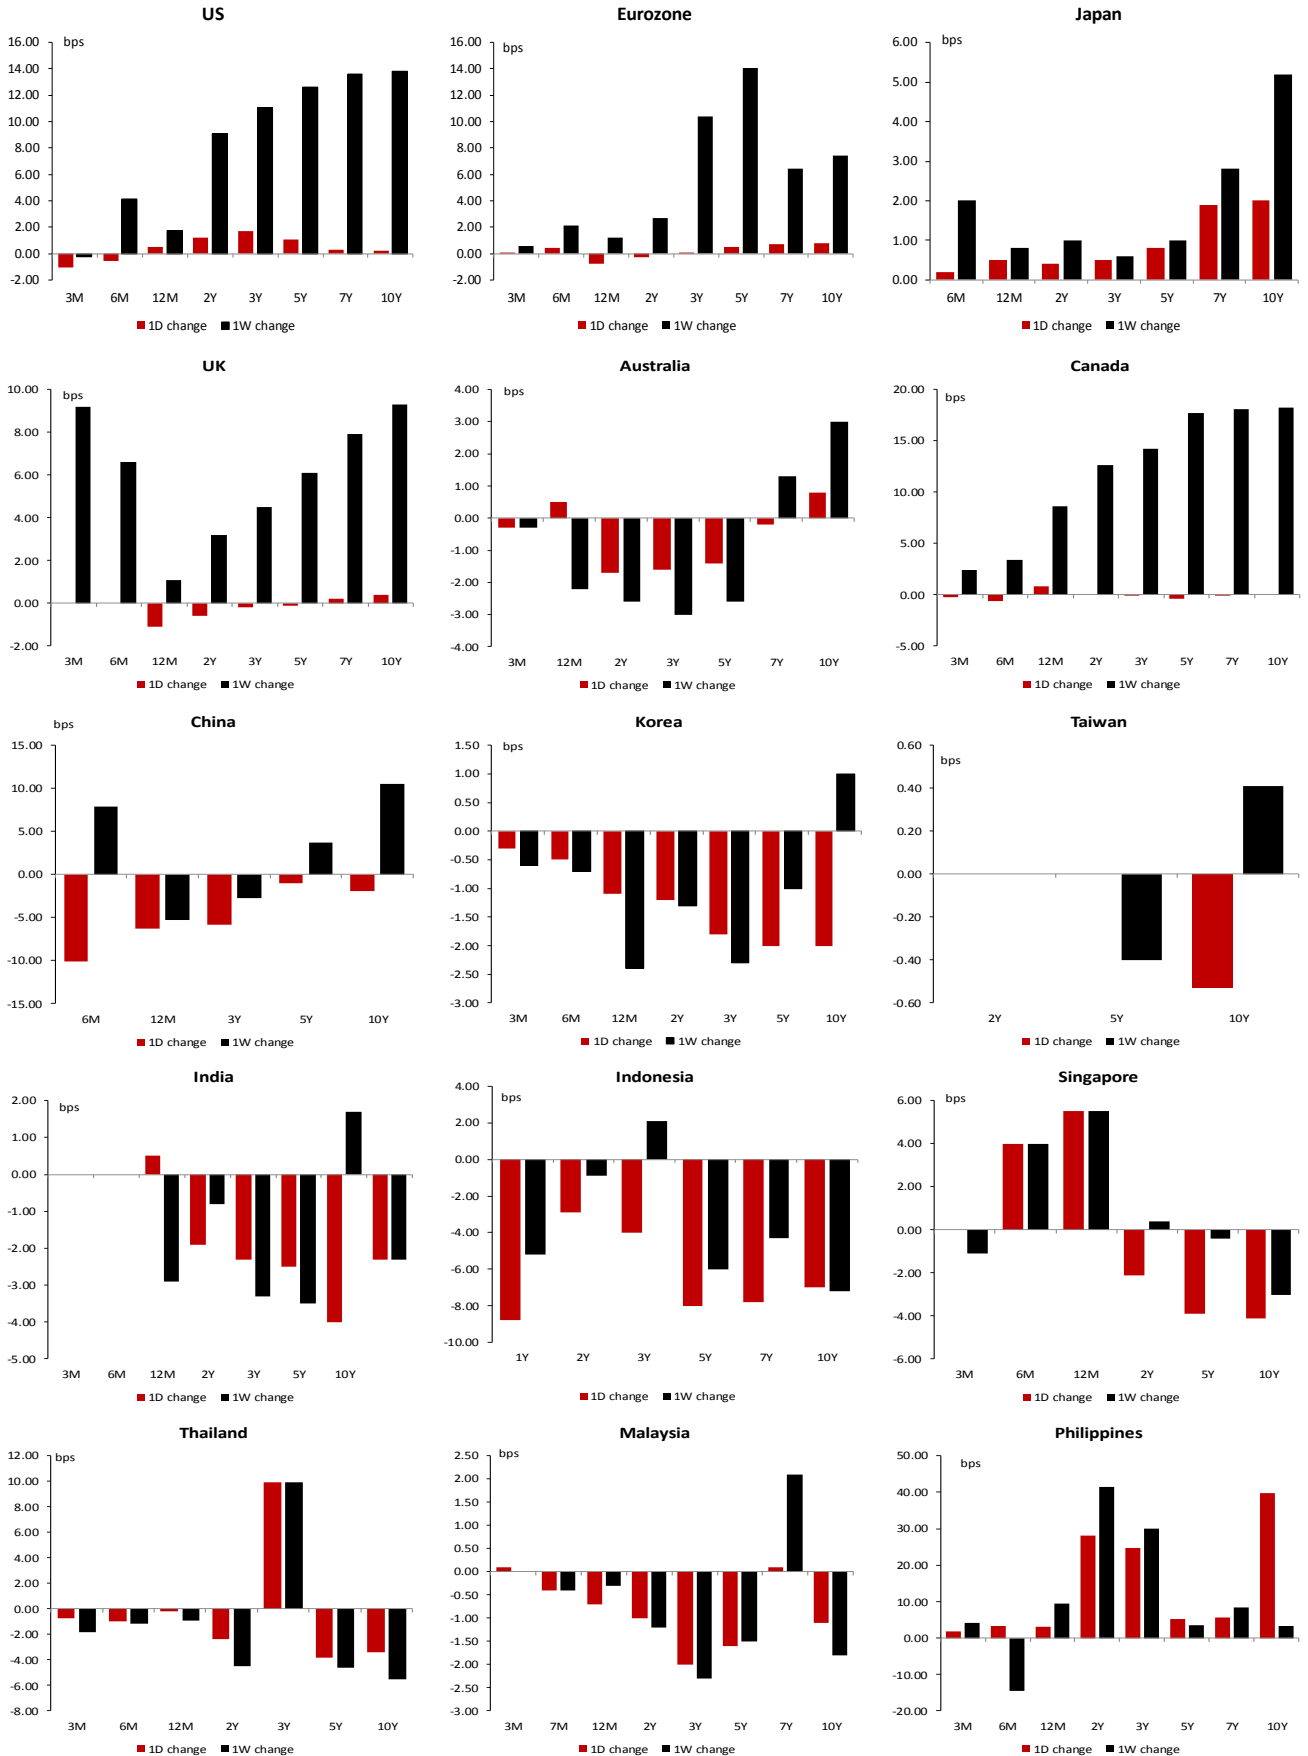 US
bps
16.00
14.00
12.00
10.00
8.00
6.00
4.00
2.00
0.00
-2.00
3M 6M 12M 2Y 3Y 5Y 7Y 10Y
1D change 1W change
Eurozone
bps
16.00
14.00
12.00
10.00
8.00
6.00
4.00
2.00
0.00
-2.00
3M 6M 12M 2Y 3Y 5Y 7Y 10Y
1D change 1W change
Japan
bps
6.00
5.00
4.00
3.00
2.00
1.00
0.00
6M 12M 2Y 3Y 5Y 7Y 10Y
1D change 1W change
UK
bps
10.00
8.00
6.00
4.00
2.00
0.00
-2.00
3M 6M 12M 2Y 3Y 5Y 7Y 10Y
1D change 1W change
Australia
bps
4.00
3.00
2.00
1.00
0.00
-1.00
-2.00
-3.00
-4.00
3M 12M 2Y 3Y 5Y 7Y 10Y
1D change 1W change
Canada
bps
20.00
15.00
10.00
5.00
0.00
-5.00
3M 6M 12M 2Y 3Y 5Y 7Y 10Y
1D change 1W change
China
bps
15.00
10.00
5.00
0.00
-5.00
-10.00
-15.00
6M 12M 3Y 5Y 10Y
1D change 1W change
Korea
bps
1.50
1.00
0.50
0.00
-0.50
-1.00
-1.50
-2.00
-2.50
-3.00
3M 6M 12M 2Y 3Y 5Y 10Y
1D change 1W change
Taiwan
bps
0.60
0.40
0.20
0.00
-0.20
-0.40
-0.60
2Y 5Y 10Y
1D change 1W change
India
bps
2.00
1.00
0.00
-1.00
-2.00
-3.00
-4.00
-5.00
3M 6M 12M 2Y 3Y 5Y 10Y
1D change 1W change
Indonesia
bps
4.00
2.00
0.00
-2.00
-4.00
-6.00
-8.00
-10.00
1Y 2Y 3Y 5Y 7Y 10Y
1D change 1W change
Singapore
bps
6.00
4.00
2.00
0.00
-2.00
-4.00
-6.00
3M 6M 12M 2Y 5Y 10Y
1D change 1W change
Thailand
bps
12.00
10.00
8.00
6.00
4.00
2.00
0.00
-2.00
-4.00
-6.00
-8.00
3M 6M 12M 2Y 3Y 5Y 10Y
1D change 1W change
Malaysia
bps
2.50
2.00
1.50
1.00
0.50
0.00
-0.50
-1.00
-1.50
-2.00
-2.50
-3.00
3M 7M 12M 2Y 3Y 5Y 7Y 10Y
1D change 1W change
Philippines
bps
50.00
40.00
30.00
20.00
10.00
0.00
-10.00
-20.00
3M 6M 12M 2Y 3Y 5Y 7Y 10Y
1D change 1W change